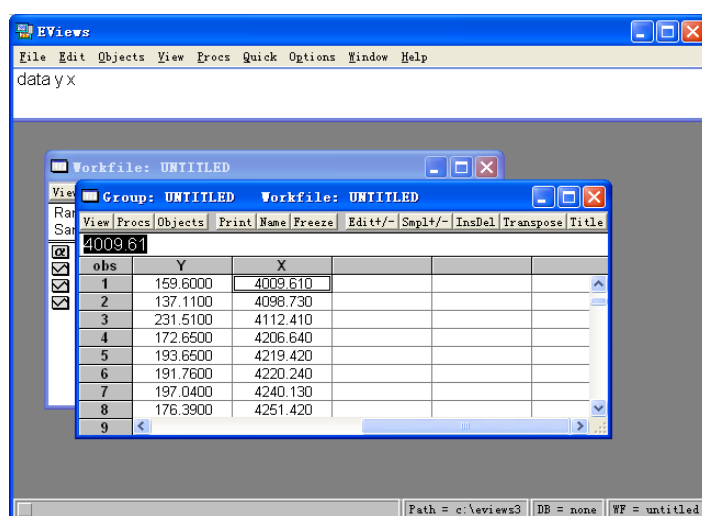 EViews
File Edit Objects View Procs Quick Options Window Help
data y x
Workfile: UNTITLED
Group: UNTITLED Workfile: UNTITLED
View Procs Objects Print Name Freeze Edit+/- Smpl+/- InsDel Transpose Title
4009.61
obs Y X
1 159.6000 4009.610
2 137.1100 4098.730
3 231.5100 4112.410
4 172.6500 4206.640
5 193.6500 4219.420
6 191.7600 4220.240
7 197.0400 4240.130
8 176.3900 4251.420
9
Path = c:\eviews3 DB = none WF = untitled